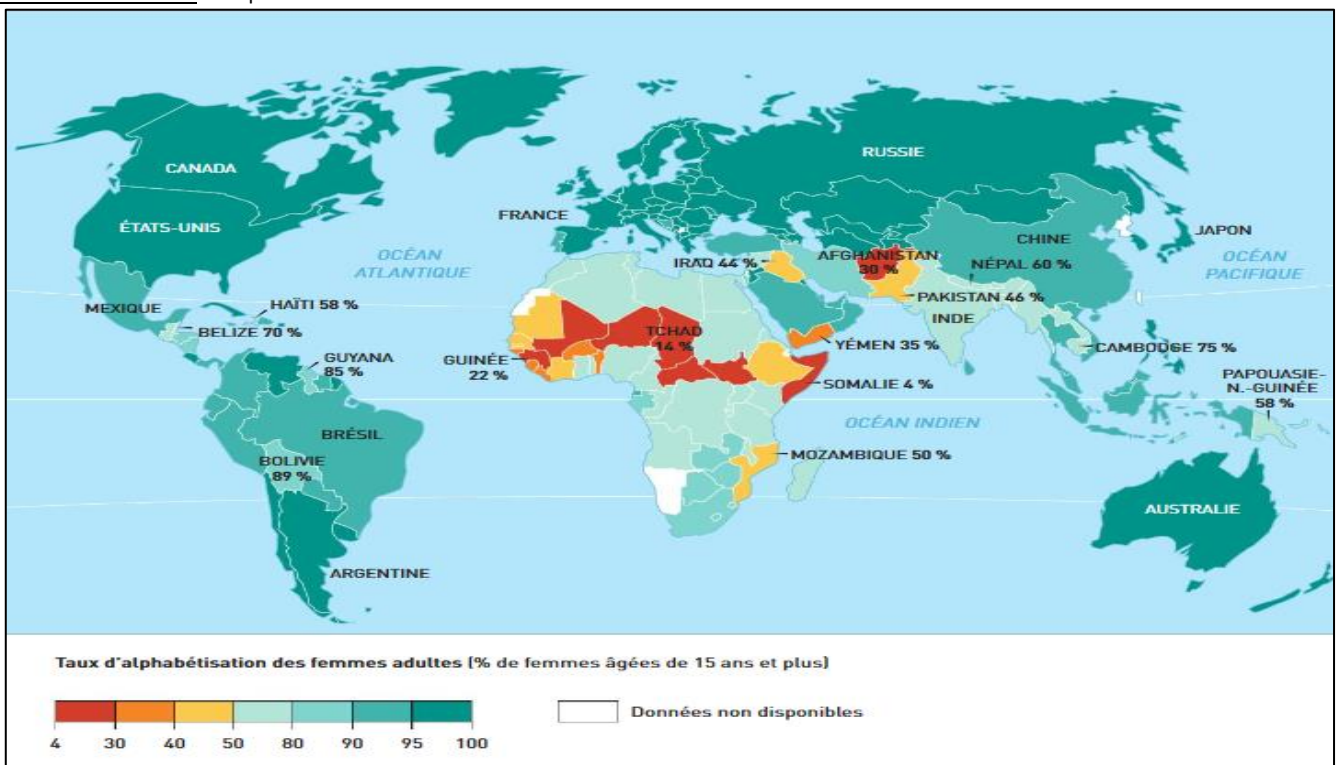 CANADA
RUSSIE
FRANCE
ÉTATS-UNIS
OCÉAN
ATLANTIQUE
IRAQ 44 %
AFGHANISTAN
30 %
CHINE
JAPON
NÉPAL 60 %
OCÉAN
PACIFIQUE
MEXIQUE
HAÏTI 58 %
PAKISTAN 46 %
INDE
BELIZE 70 %
TCHAD
14 %
YÉMEN 35 %
CAMBODGE 75 %
GUYANA
85 %
GUINÉE
22 %
SOMALIE 4 %
PAPOUASIE-
N.-GUINÉE
58 %
OCÉAN INDIEN
BRÉSIL
MOZAMBIQUE 50 %
BOLIVIE
89 %
AUSTRALIE
ARGENTINE
Taux d'alphabétisation des femmes adultes (% de femmes âgées de 15 ans et plus)
Données non disponibles
4 30 40 50 80 90 95 100